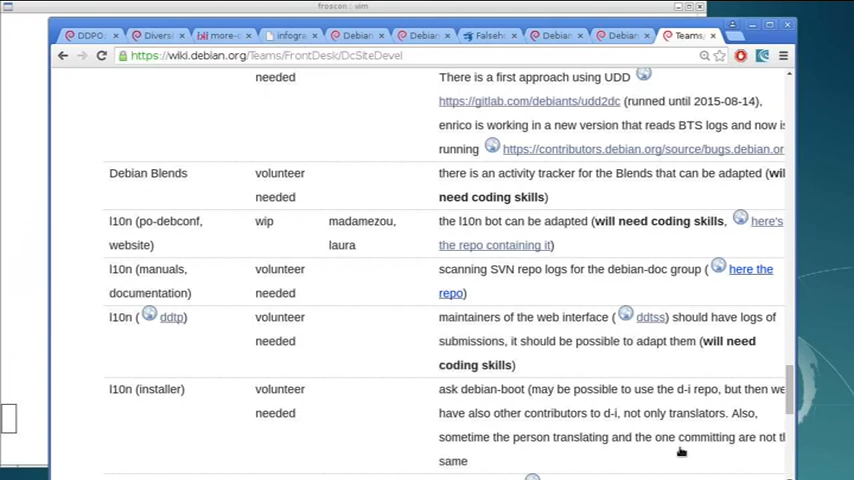 froscon : vim
DDPO:
Diversi
more-c
infogra
Debian
Debian
Falseh
Debian
Debian
Teams/
https://wiki.debian.org/Teams/FrontDesk/DcSiteDevel
needed
There is a first approach using UDD
https://gitlab.com/debiants/udd2dc (runned until 2015-08-14),
enrico is working in a new version that reads BTS logs and now is
running https://contributors.debian.org/source/bugs.debian.or
Debian Blends volunteer there is an activity tracker for the Blends that can be adapted (will
needed need coding skills)
l10n (po-debconf, wip madamezou, the l10n bot can be adapted (will need coding skills, here's
website) laura the repo containing it)
l10n (manuals, volunteer scanning SVN repo logs for the debian-doc group ( here the
documentation) needed repo)
l10n ( ddtp) volunteer maintainers of the web interface ( ddtss) should have logs of
needed submissions, it should be possible to adapt them (will need
coding skills)
l10n (installer) volunteer ask debian-boot (may be possible to use the d-i repo, but then we
needed have also other contributors to d-i, not only translators. Also,
sometime the person translating and the one committing are not th
same